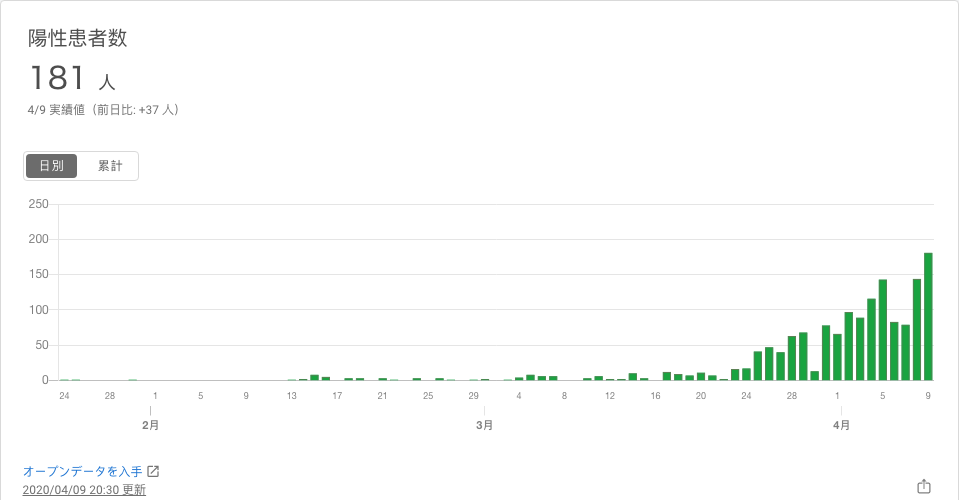 陽性患者数
181 人
4/9 実績値（前日比: +37 人）
日別 累計
250
200
150
100
50
0
24 28 1 5 9 13 17 21 25 29 4 8 12 16 20 24 28 1 5 9
2月 3月 4月
オープンデータを入手
2020/04/09 20:30 更新